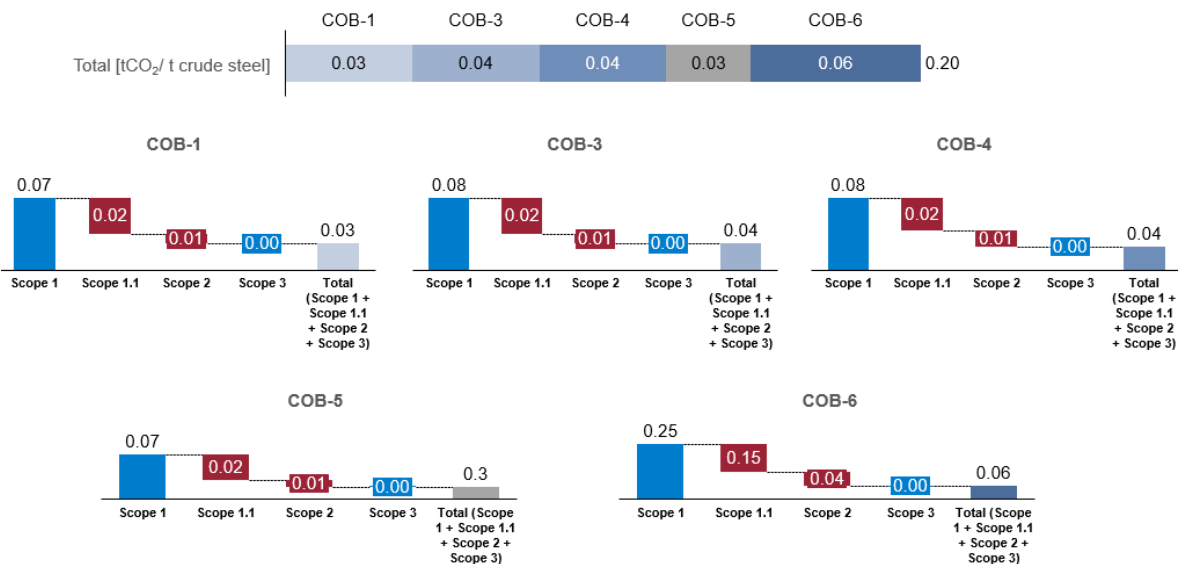 COB-1 COB-3 COB-4 COB-5 COB-6
Total [tCO₂/ t crude steel] 0.03 0.04 0.04 0.03 0.06 0.20
COB-1
0.07
0.02
0.01
0.00
0.03
Scope 1 Scope 1.1 Scope 2 Scope 3 Total
(Scope 1 +
Scope 1.1
+ Scope 2
+ Scope 3)
COB-3
0.08
0.02
0.01
0.00
0.04
Scope 1 Scope 1.1 Scope 2 Scope 3 Total
(Scope 1 +
Scope 1.1
+ Scope 2
+ Scope 3)
COB-4
0.08
0.02
0.01
0.00
0.04
Scope 1 Scope 1.1 Scope 2 Scope 3 Total
(Scope 1 +
Scope 1.1
+ Scope 2
+ Scope 3)
COB-5
0.07
0.02
0.01
0.00
0.3
Scope 1 Scope 1.1 Scope 2 Scope 3 Total (Scope
1 + Scope 1.1
+ Scope 2 +
Scope 3)
COB-6
0.25
0.15
0.04
0.00
0.06
Scope 1 Scope 1.1 Scope 2 Scope 3 Total (Scope
1 + Scope 1.1
+ Scope 2 +
Scope 3)